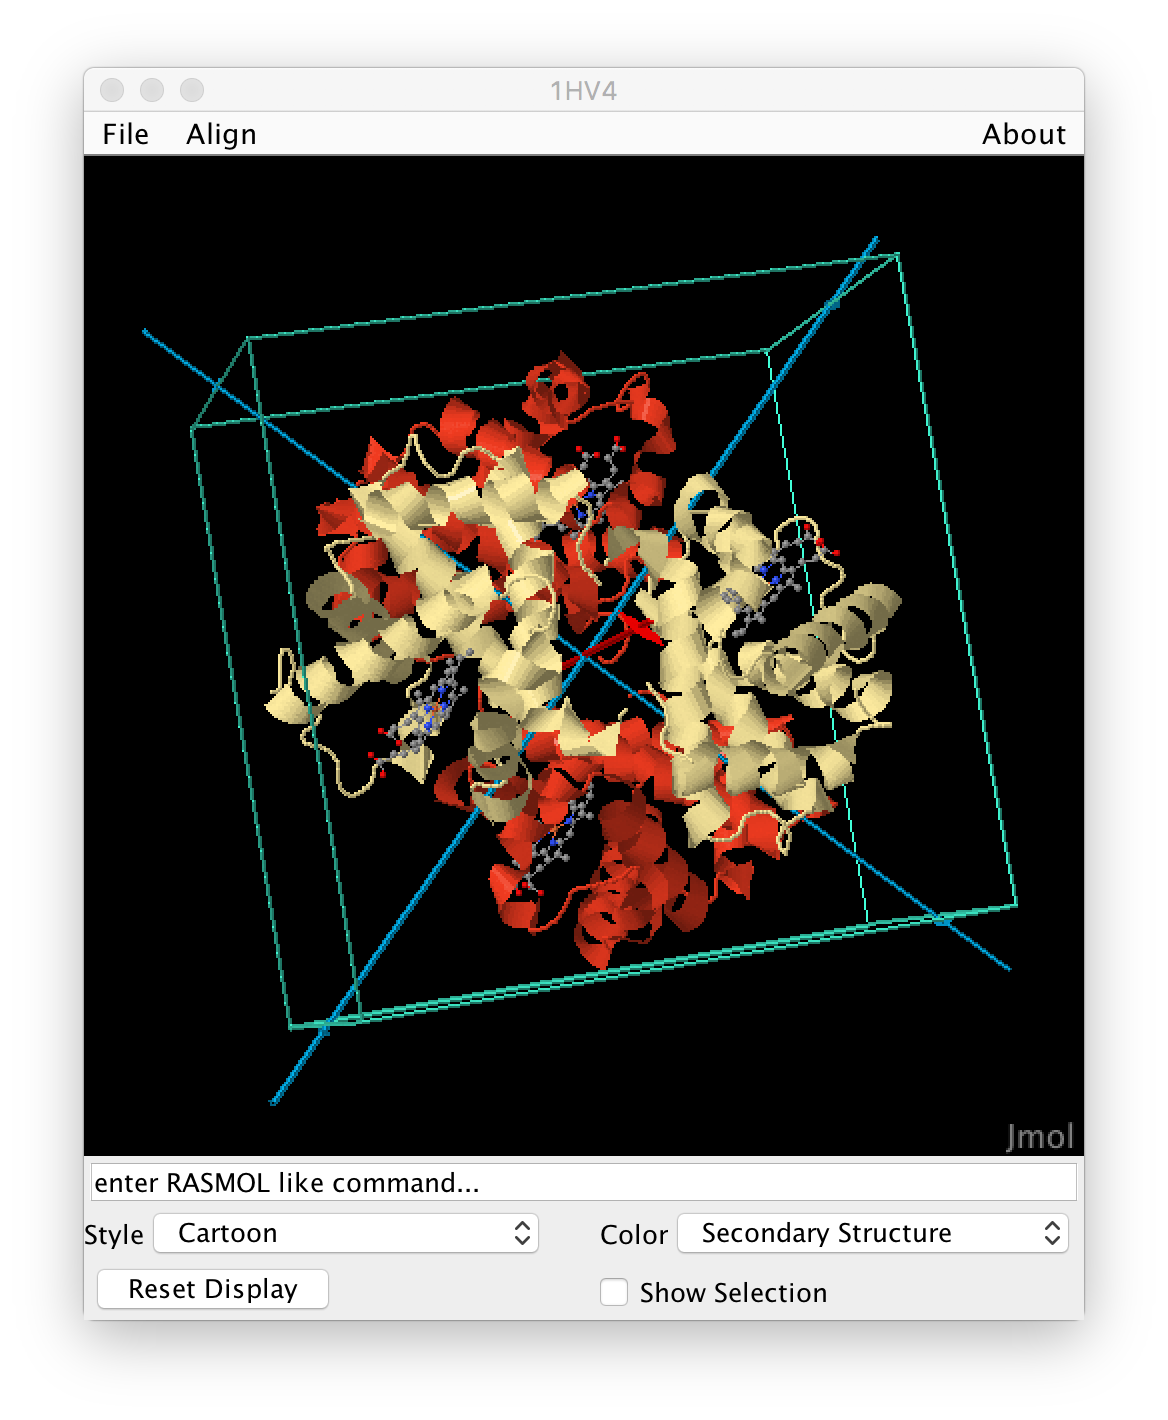 1HV4
File Align About
Jmol
enter RASMOL like command...
Style Cartoon Color Secondary Structure
Reset Display Show Selection